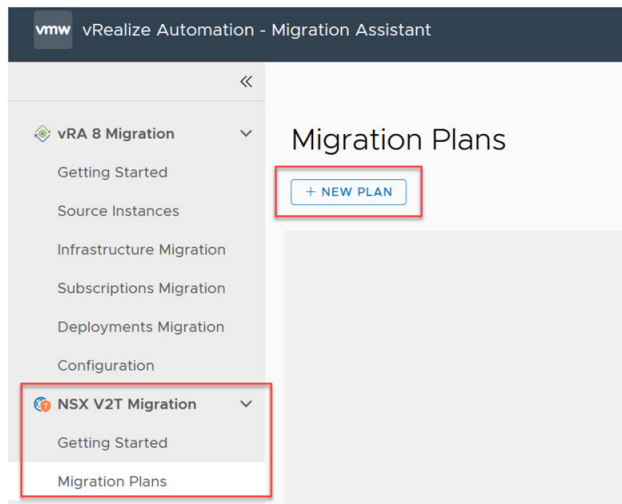 vmw vRealize Automation - Migration Assistant
vRA 8 Migration
Getting Started
Source Instances
Infrastructure Migration
Subscriptions Migration
Deployments Migration
Configuration
NSX V2T Migration
Getting Started
Migration Plans
Migration Plans
+ NEW PLAN